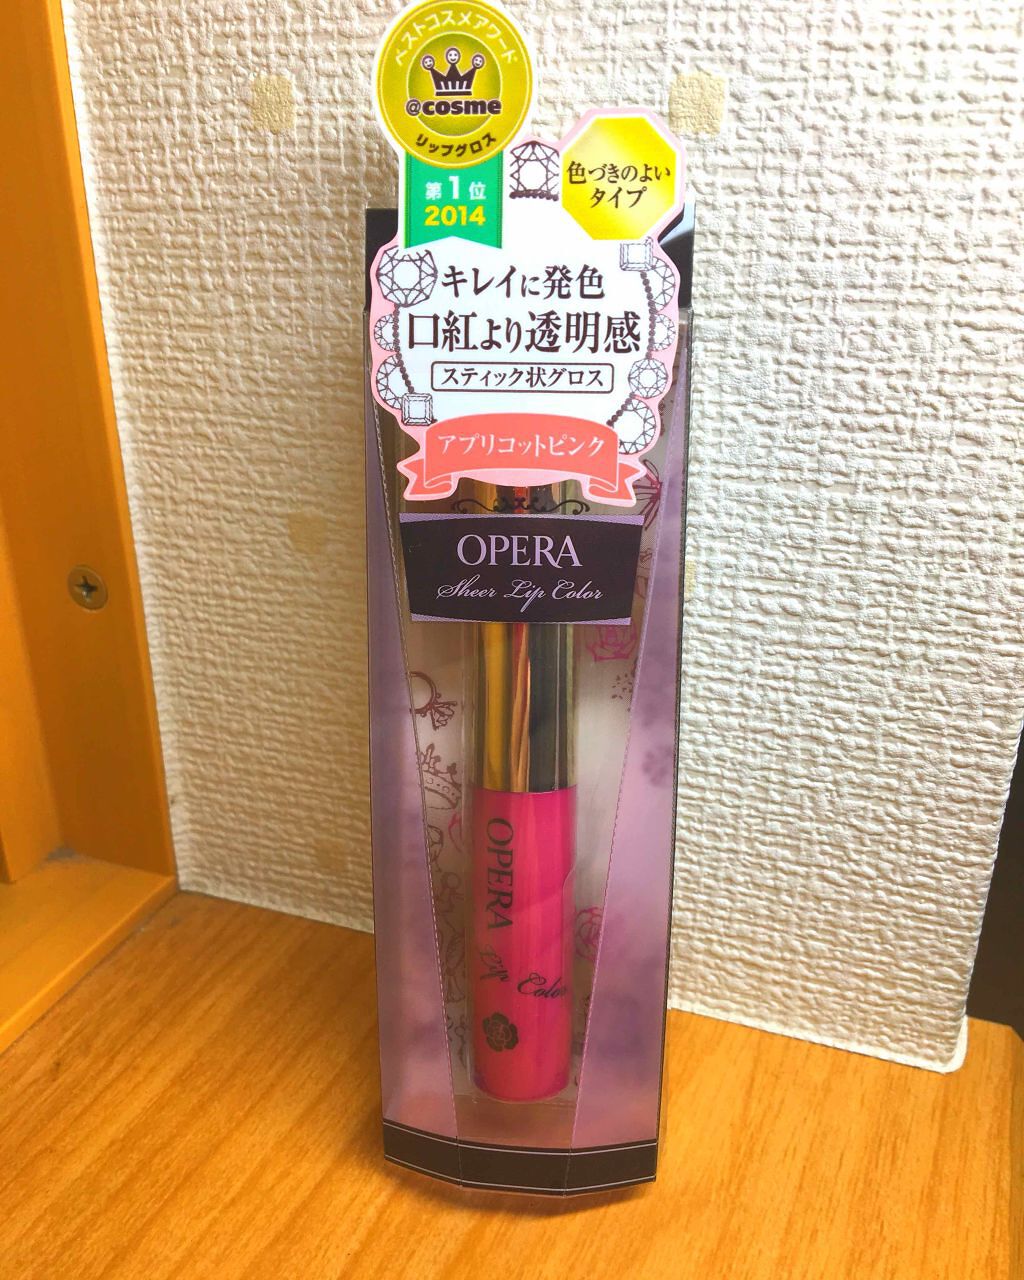 ベストコスメアワード
@cosme
リップグロス
第1位
2014
色づきのよい
タイプ
キレイに発色
口紅より透明感
スティック状グロス
アプリコットピンク
OPERA
Sheer Lip Color
OPERA
Lip Color